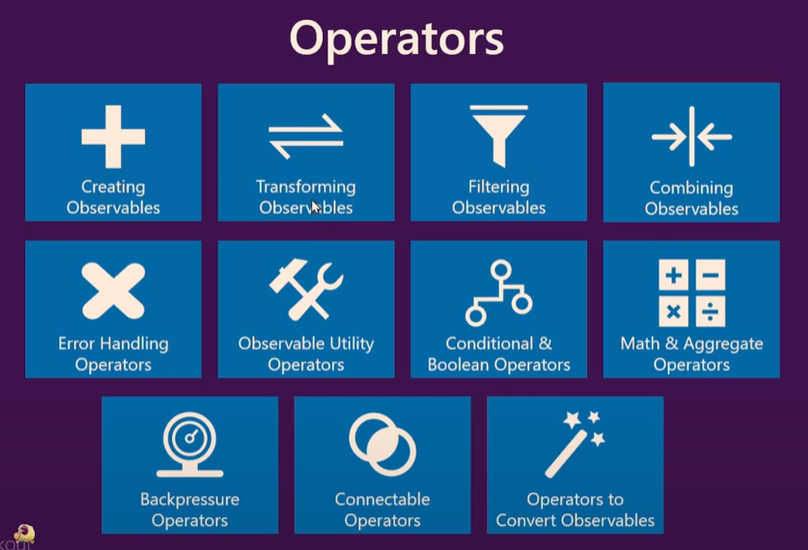 Operators
Creating
Observables
Transforming
Observables
Filtering
Observables
Combining
Observables
Error Handling
Operators
Observable Utility
Operators
Conditional &
Boolean Operators
Math & Aggregate
Operators
Backpressure
Operators
Connectable
Operators
Operators to
Convert Observables